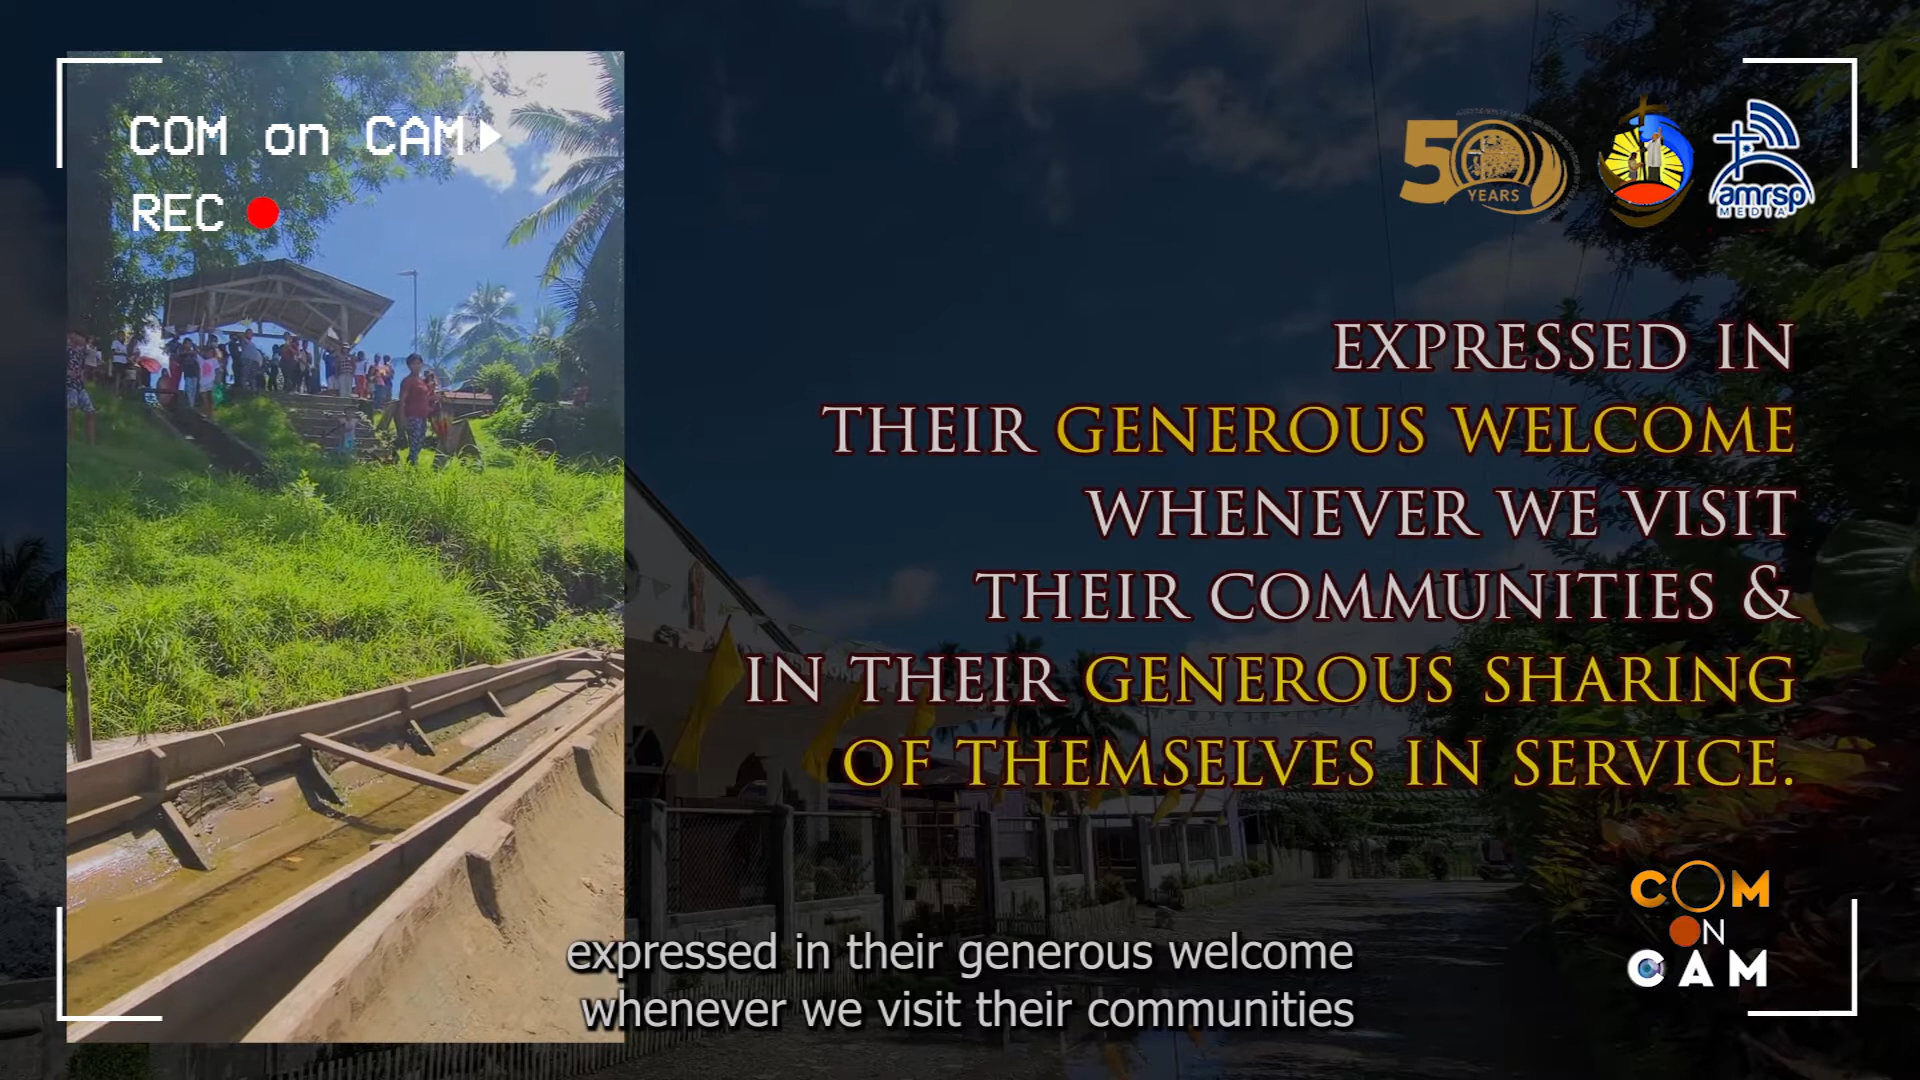 COM on CAM
REC
50
YEARS
amrsp
MEDIA
EXPRESSED IN
THEIR GENEROUS WELCOME
WHENEVER WE VISIT
THEIR COMMUNITIES &
IN THEIR GENEROUS SHARING
OF THEMSELVES IN SERVICE.
COM
ON
CAM
expressed in their generous welcome
whenever we visit their communities